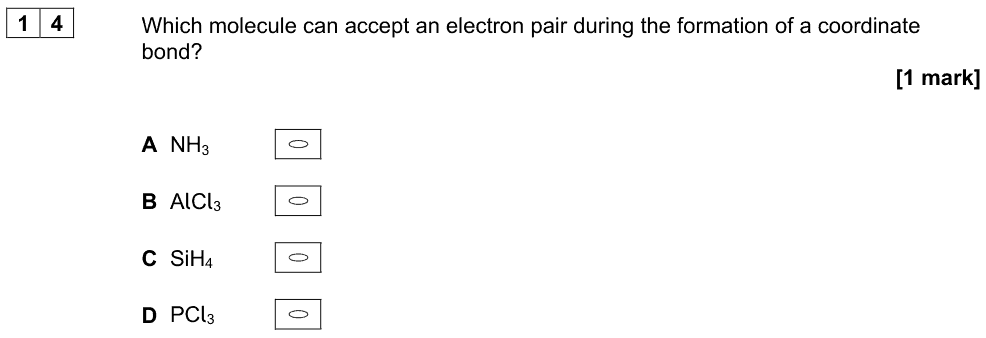 1 4 Which molecule can accept an electron pair during the formation of a coordinate
bond?
[1 mark]
A NH₃
B AlCl₃
C SiH₄
D PCl₃